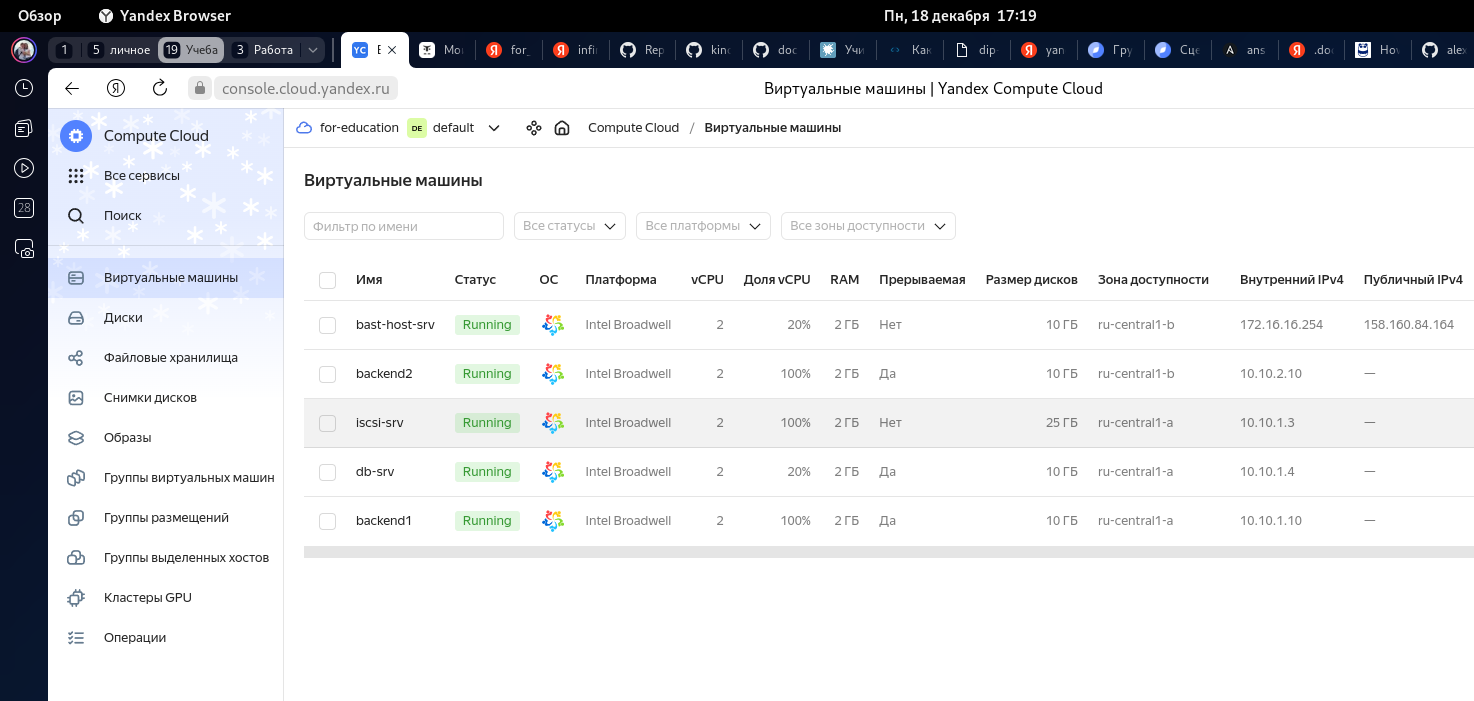 Обзор Yandex Browser Пн, 18 декабря 17:19
1 5 личное 19 Учеба 3 Работа YC for_ infi Rep kinc doc Учи Как dip yan Гру Сце A ans .doc Hov alex
Я console.cloud.yandex.ru Виртуальные машины | Yandex Compute Cloud
28
Compute Cloud
Все сервисы
Поиск
Виртуальные машины
Диски
Файловые хранилища
Снимки дисков
Образы
Группы виртуальных машин
Группы размещений
Группы выделенных хостов
Кластеры GPU
Операции
for-education DE default Compute Cloud / Виртуальные машины
Виртуальные машины
Фильтр по имени Все статусы Все платформы Все зоны доступности
Имя Статус ОС Платформа vCPU Доля vCPU RAM Прерываемая Размер дисков Зона доступности Внутренний IPv4 Публичный IPv4
bast-host-srv Running Intel Broadwell 2 20% 2 ГБ Нет 10 ГБ ru-central1-b 172.16.16.254 158.160.84.164
backend2 Running Intel Broadwell 2 100% 2 ГБ Да 10 ГБ ru-central1-b 10.10.2.10 —
iscsi-srv Running Intel Broadwell 2 100% 2 ГБ Нет 25 ГБ ru-central1-a 10.10.1.3 —
db-srv Running Intel Broadwell 2 20% 2 ГБ Да 10 ГБ ru-central1-a 10.10.1.4 —
backend1 Running Intel Broadwell 2 100% 2 ГБ Да 10 ГБ ru-central1-a 10.10.1.10 —